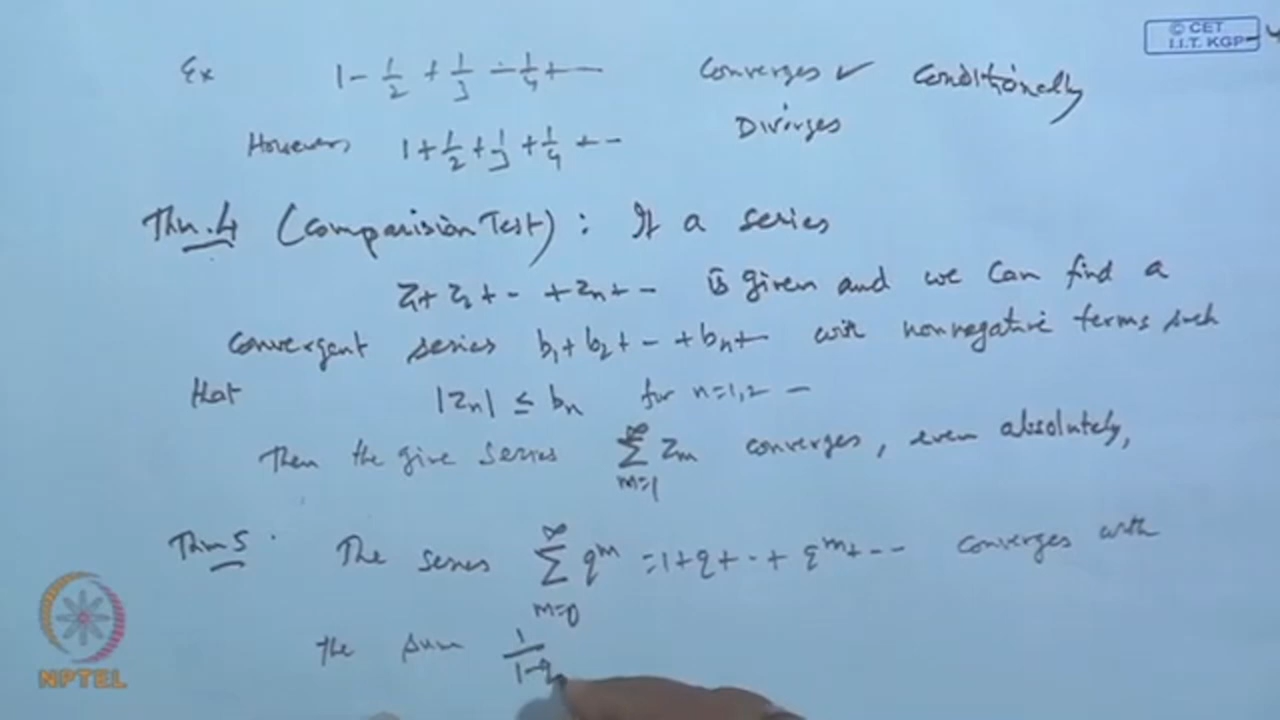 © CET
I.I.T. KGP
Ex 1 - 1/2 + 1/3 - 1/4 + -- Converges ✓ Conditionally
However 1 + 1/2 + 1/3 + 1/4 + -- Diverges
Thm.4 (Comparision Test): If a series
z₁ + z₂ + - + zₙ + - is given and we can find a
convergent series b₁ + b₂ + - + bₙ + with nonnegative terms such
that |zₙ| ≤ bₙ for n=1,2 -
Then the give series ∑_{m=1}^{∞} zₘ converges, even absolutely,
Thm 5. The series ∑_{m=0}^{∞} q^m = 1 + q + - + q^m + -- converges with
the sum 1/(1-q)
NPTEL